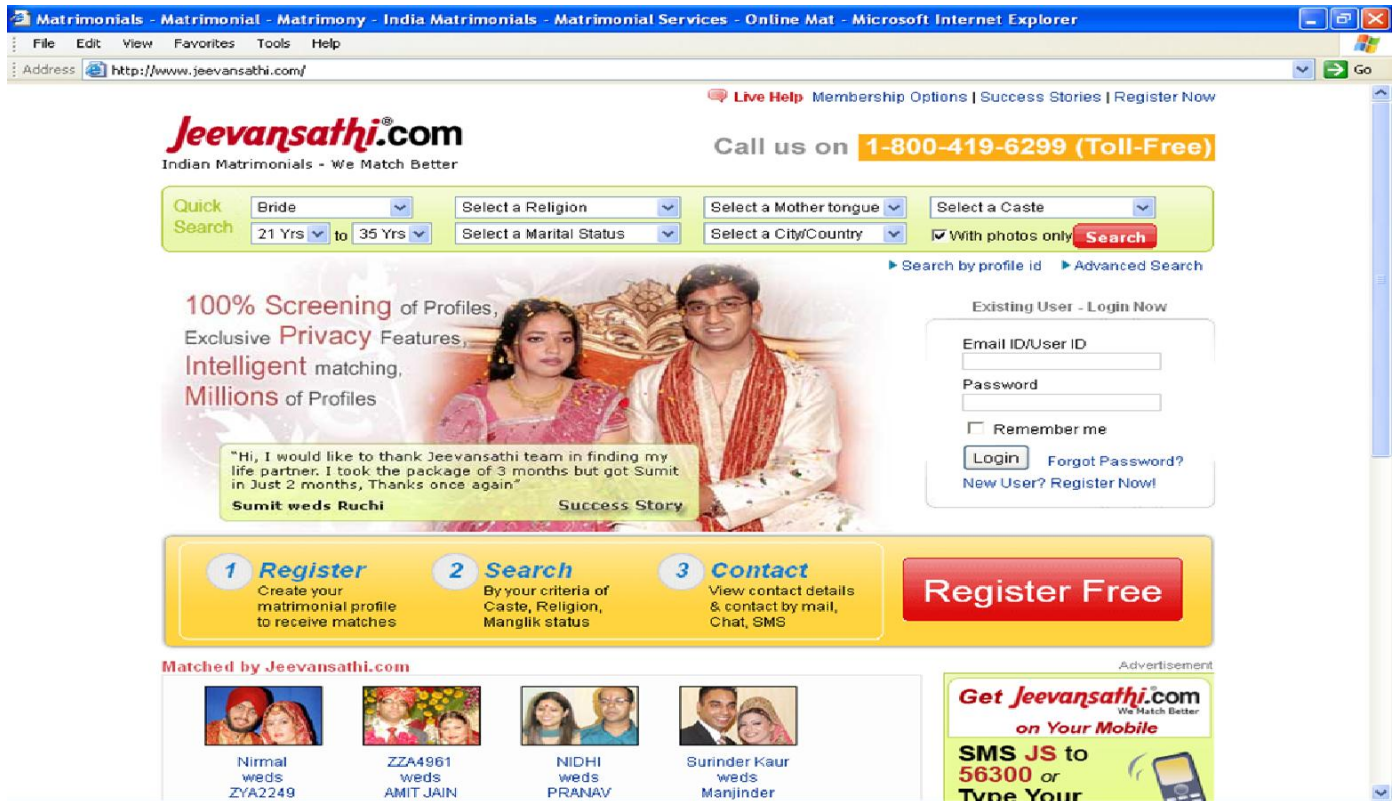 Matrimonials - Matrimonial - Matrimony - India Matrimonials - Matrimonial Services - Online Mat - Microsoft Internet Explorer
File Edit View Favorites Tools Help
Address http://www.jeevansathi.com/ Go
Live Help Membership Options | Success Stories | Register Now
Jeevansathi®.com
Indian Matrimonials - We Match Better
Call us on 1-800-419-6299 (Toll-Free)
Quick Search
Bride Select a Religion Select a Mother tongue Select a Caste
21 Yrs to 35 Yrs Select a Marital Status Select a City/Country With photos only Search
Search by profile id Advanced Search
100% Screening of Profiles,
Exclusive Privacy Features,
Intelligent matching,
Millions of Profiles
"Hi, I would like to thank Jeevansathi team in finding my
life partner. I took the package of 3 months but got Sumit
in Just 2 months, Thanks once again"
Sumit weds Ruchi Success Story
Existing User - Login Now
Email ID/User ID
Password
Remember me
Login Forgot Password?
New User? Register Now!
1 Register
Create your
matrimonial profile
to receive matches
2 Search
By your criteria of
Caste, Religion,
Manglik status
3 Contact
View contact details
& contact by mail,
Chat, SMS
Register Free
Matched by Jeevansathi.com
Nirmal
weds
ZYA2249
ZZA4961
weds
AMIT JAIN
NIDHI
weds
PRANAV
Surinder Kaur
weds
Manjinder
Advertisement
Get Jeevansathi.com
We Match Better
on Your Mobile
SMS JS to
56300 or
Type Your